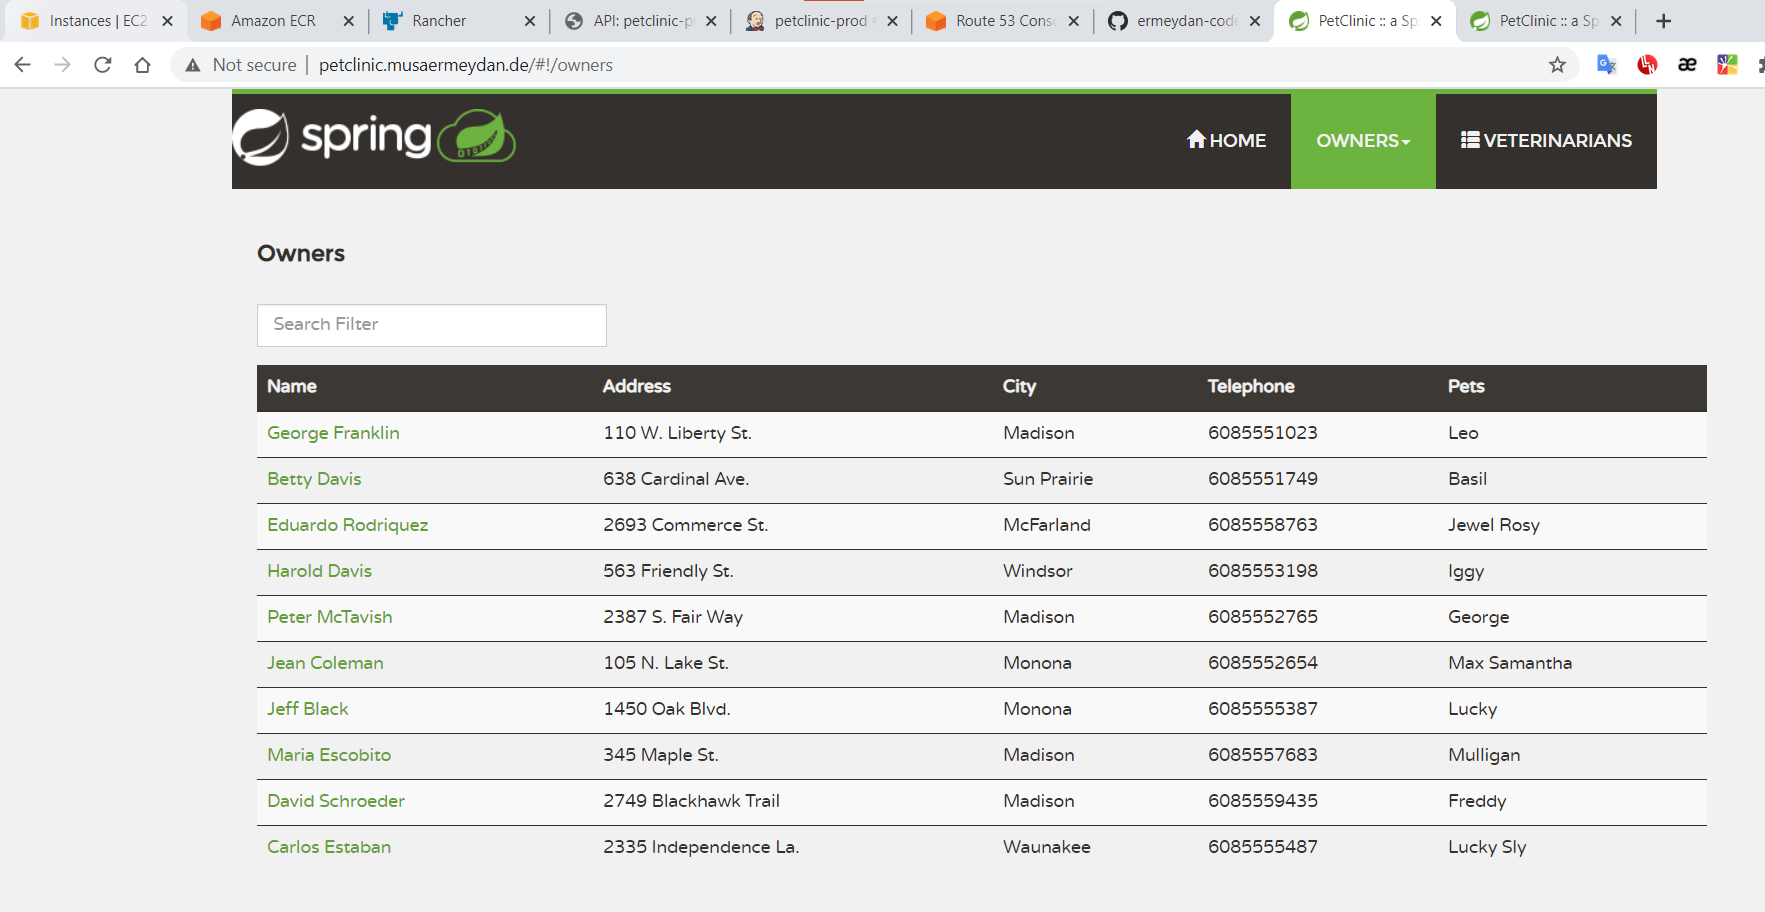 Instances | EC2 Amazon ECR Rancher API: petclinic-p petclinic-prod Route 53 Cons ermeydan-code PetClinic :: a Sp PetClinic :: a Sp
Not secure petclinic.musaermeydan.de/#!/owners
spring HOME OWNERS VETERINARIANS
Owners
Search Filter
Name Address City Telephone Pets
George Franklin 110 W. Liberty St. Madison 6085551023 Leo
Betty Davis 638 Cardinal Ave. Sun Prairie 6085551749 Basil
Eduardo Rodriquez 2693 Commerce St. McFarland 6085558763 Jewel Rosy
Harold Davis 563 Friendly St. Windsor 6085553198 Iggy
Peter McTavish 2387 S. Fair Way Madison 6085552765 George
Jean Coleman 105 N. Lake St. Monona 6085552654 Max Samantha
Jeff Black 1450 Oak Blvd. Monona 6085555387 Lucky
Maria Escobito 345 Maple St. Madison 6085557683 Mulligan
David Schroeder 2749 Blackhawk Trail Madison 6085559435 Freddy
Carlos Estaban 2335 Independence La. Waunakee 6085555487 Lucky Sly